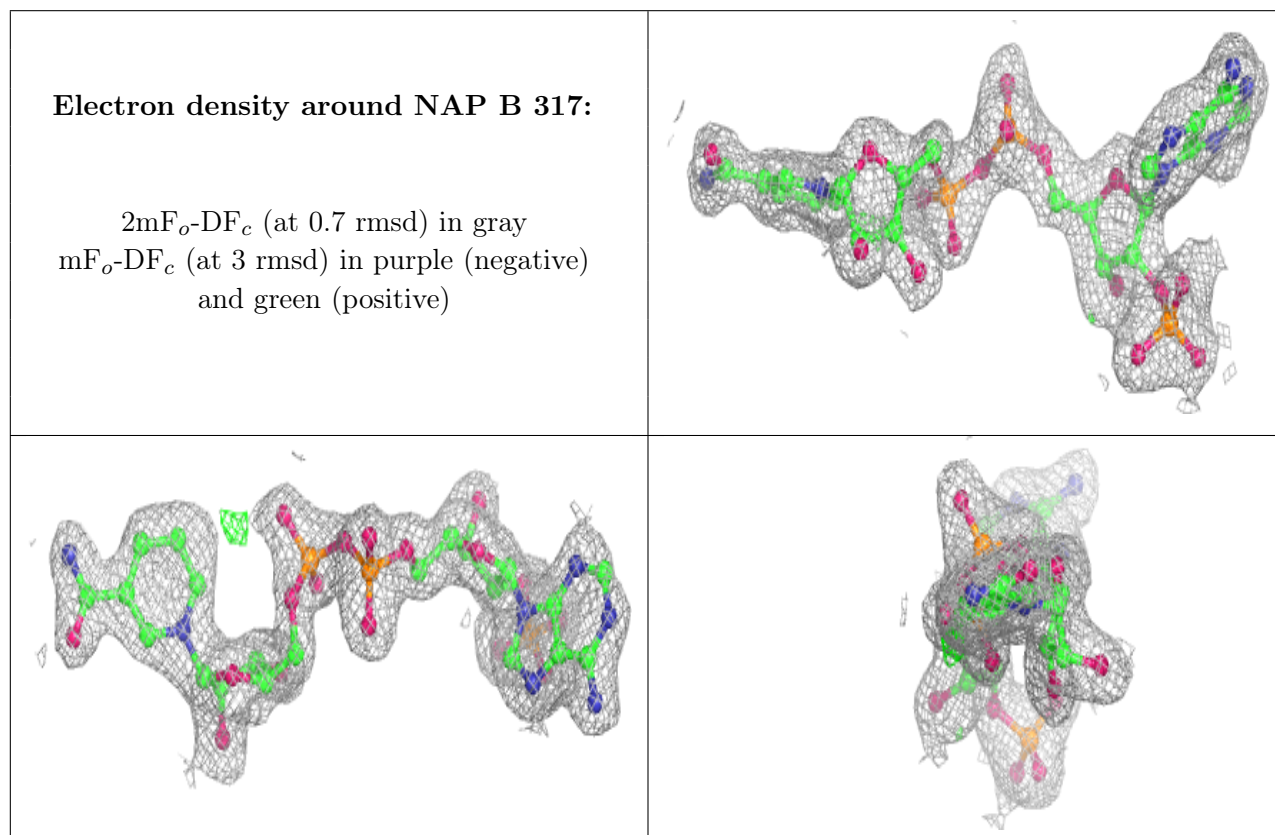 Electron density around NAP B 317:
2mFo-DFc (at 0.7 rmsd) in gray
mFo-DFc (at 3 rmsd) in purple (negative)
and green (positive)